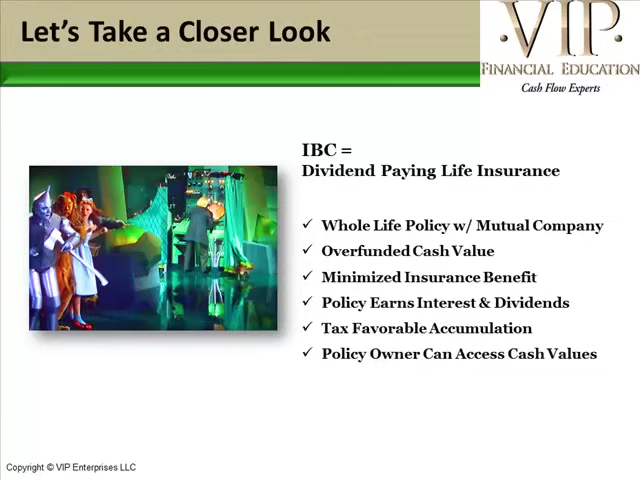 Let's Take a Closer Look
·VIP·
FINANCIAL EDUCATION
Cash Flow Experts
IBC =
Dividend Paying Life Insurance
✓ Whole Life Policy w/ Mutual Company
✓ Overfunded Cash Value
✓ Minimized Insurance Benefit
✓ Policy Earns Interest & Dividends
✓ Tax Favorable Accumulation
✓ Policy Owner Can Access Cash Values
Copyright © VIP Enterprises LLC